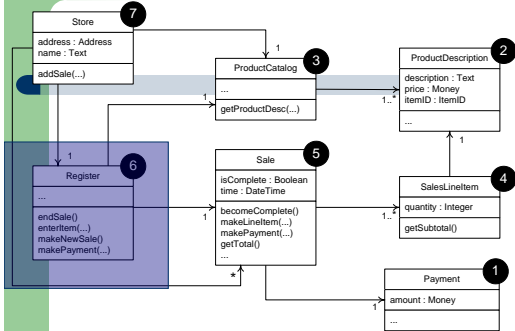 Store
7
address : Address
name : Text
addSale(...)
1
ProductCatalog
3
...
getProductDesc(...)
1
1..*
ProductDescription
2
description : Text
price : Money
itemID : ItemID
...
1
1
Register
6
...
endSale()
enterItem(...)
makeNewSale()
makePayment(...)
1
Sale
5
isComplete : Boolean
time : DateTime
becomeComplete()
makeLineItem(...)
makePayment(...)
getTotal()
...
*
1..*
SalesLineItem
4
quantity : Integer
getSubtotal()
1
Payment
1
amount : Money
...